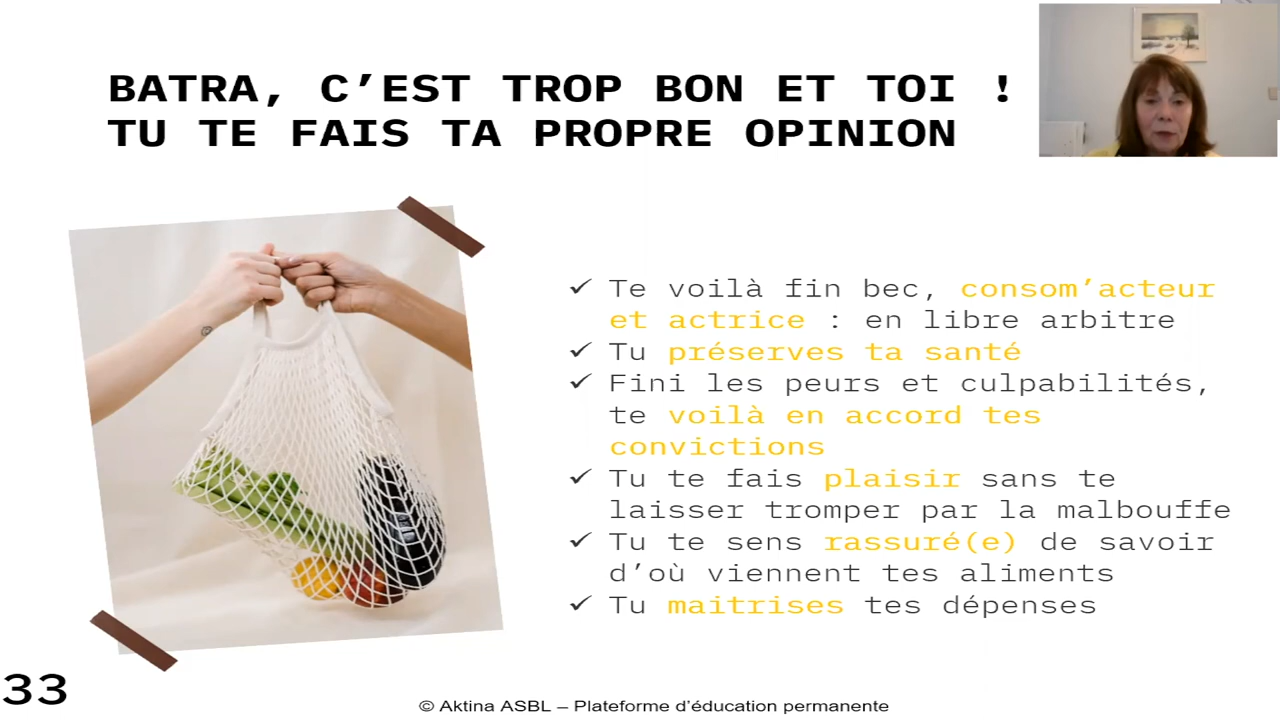 BATRA, C’EST TROP BON ET TOI !
TU TE FAIS TA PROPRE OPINION
✓ Te voilà fin bec, consom’acteur
et actrice : en libre arbitre
✓ Tu préserves ta santé
✓ Fini les peurs et culpabilités,
te voilà en accord tes
convictions
✓ Tu te fais plaisir sans te
laisser tromper par la malbouffe
✓ Tu te sens rassuré(e) de savoir
d’où viennent tes aliments
✓ Tu maitrises tes dépenses
33
© Aktina ASBL – Plateforme d’éducation permanente